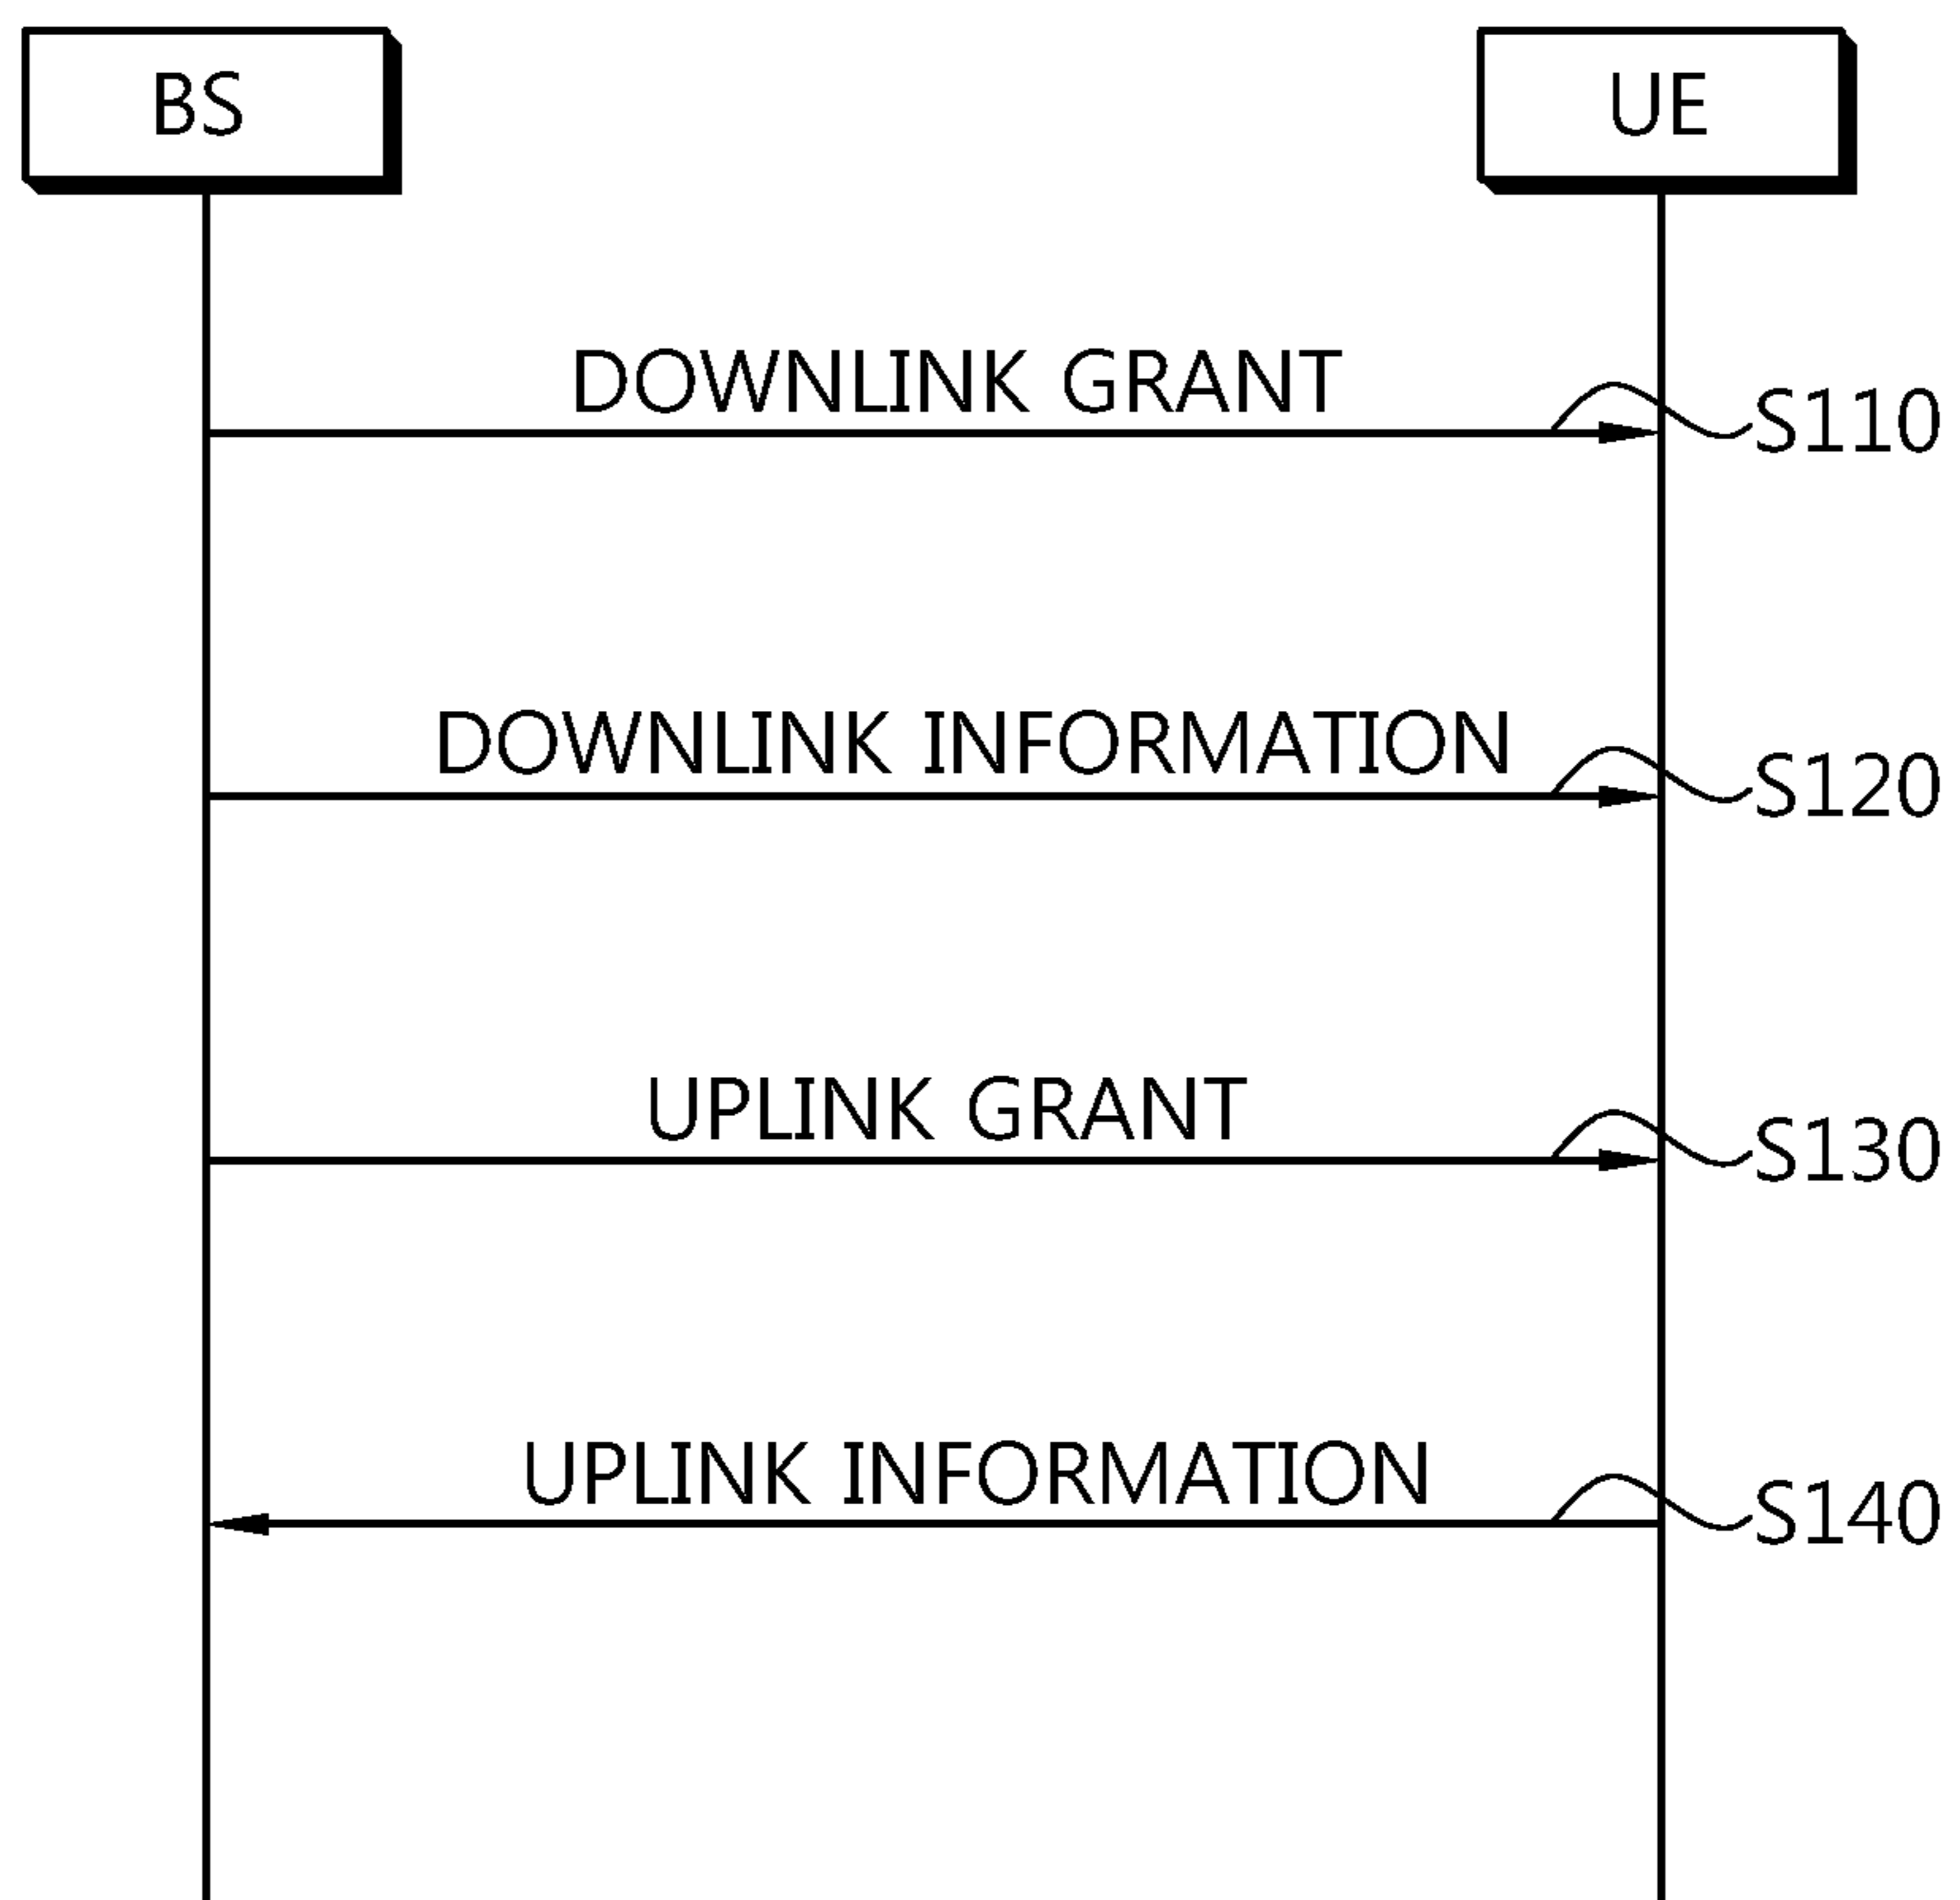 BS
UE
DOWNLINK GRANT
S110
DOWNLINK INFORMATION
S120
UPLINK GRANT
S130
UPLINK INFORMATION
S140